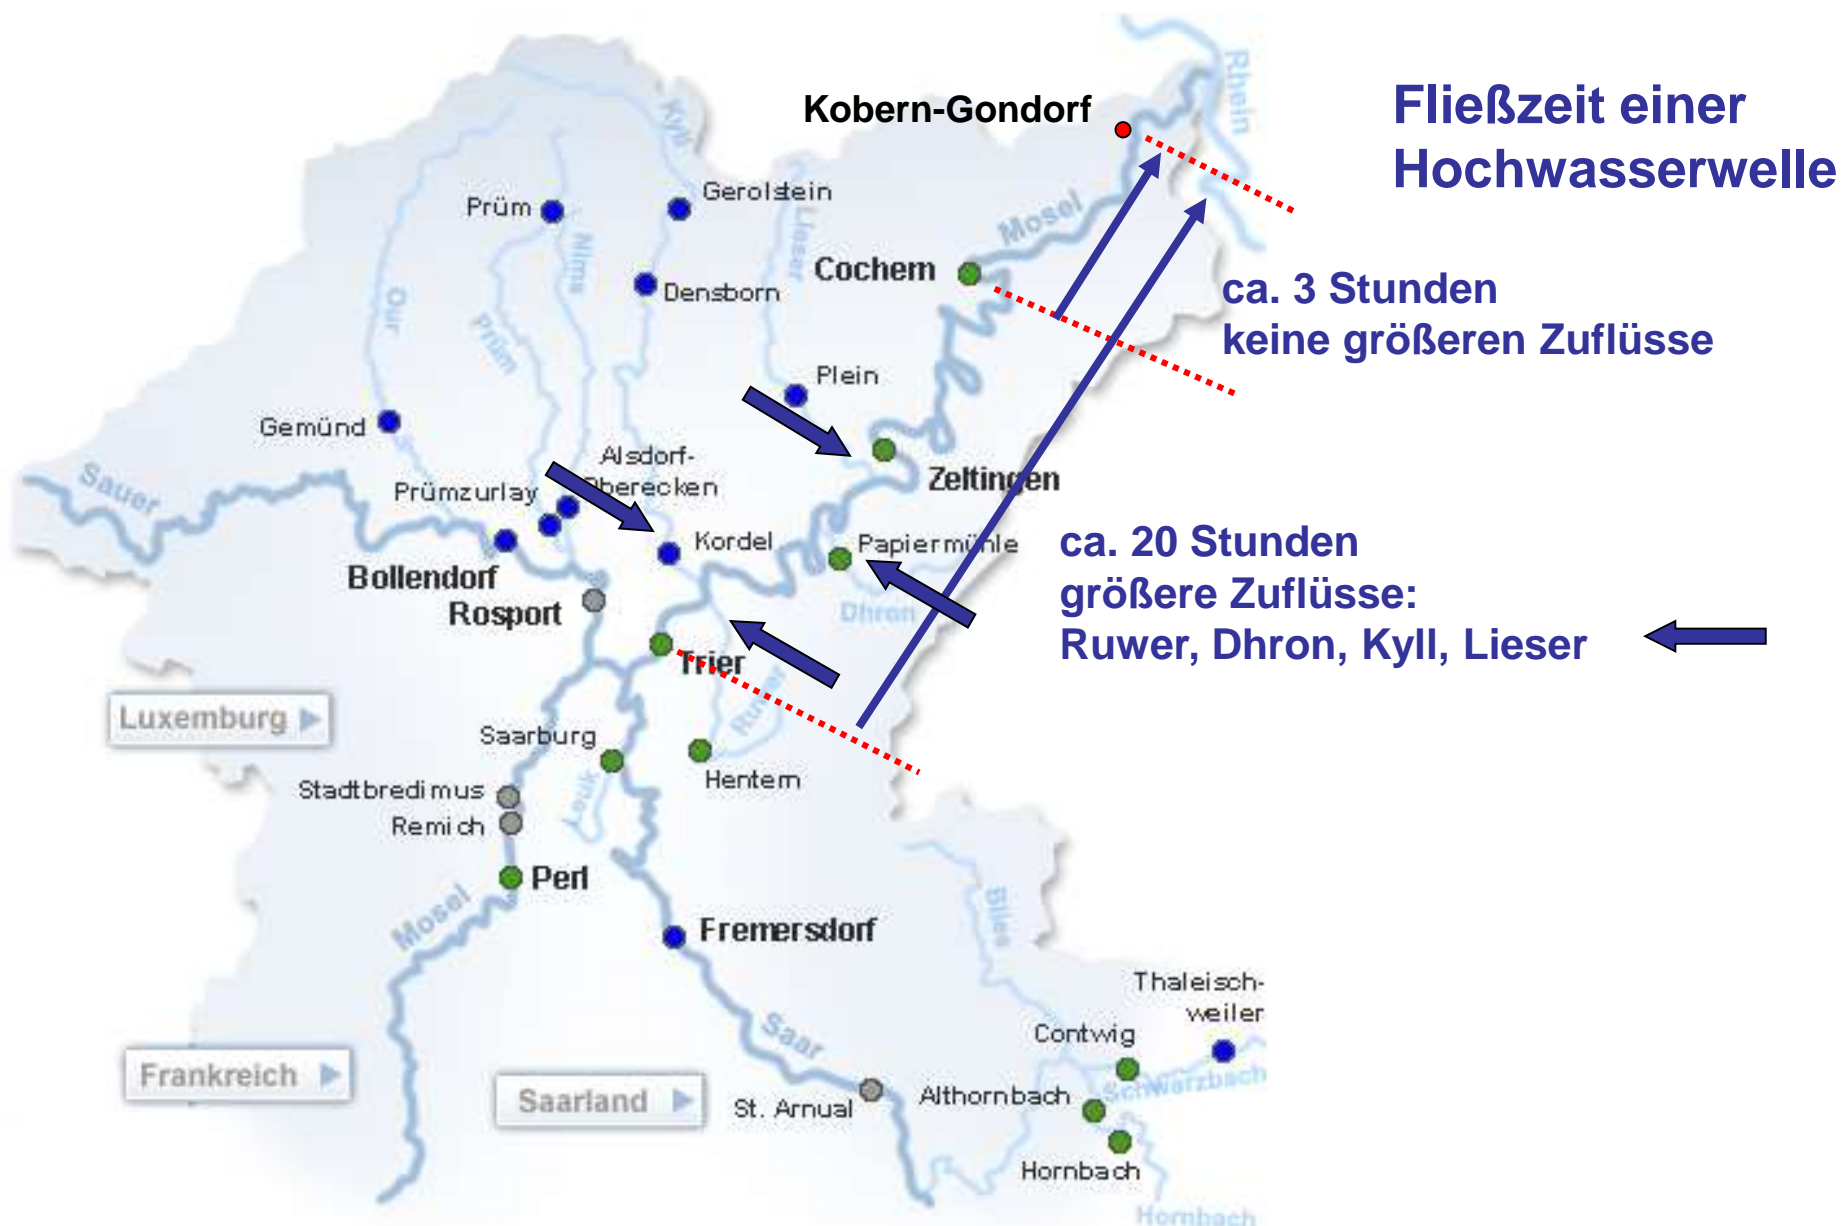 Rhein
Kobern-Gondorf
Fließzeit einer
Hochwasserwelle
Kyll
Prüm
Gerolstein
Lieser
Mosel
Nims
Cochem
Densborn
Our
ca. 3 Stunden
keine größeren Zuflüsse
Prüm
Plein
Gemünd
Alsdorf-
Oberecken
Zeltingen
Sauer
Prümzurlay
Kordel
Papiermühle
ca. 20 Stunden
größere Zuflüsse:
Ruwer, Dhron, Kyll, Lieser
Bollendorf
Rosport
Dhron
Trier
Ruwer
Luxemburg
Saarburg
Hentern
Stadtbredimus
Remich
Leuk
Perl
Mosel
Blies
Fremersdorf
Thaleisch-
weiler
Saar
Contwig
Frankreich
Schwarzbach
Saarland
St. Arnual
Althornbach
Hornbach
Hornbach